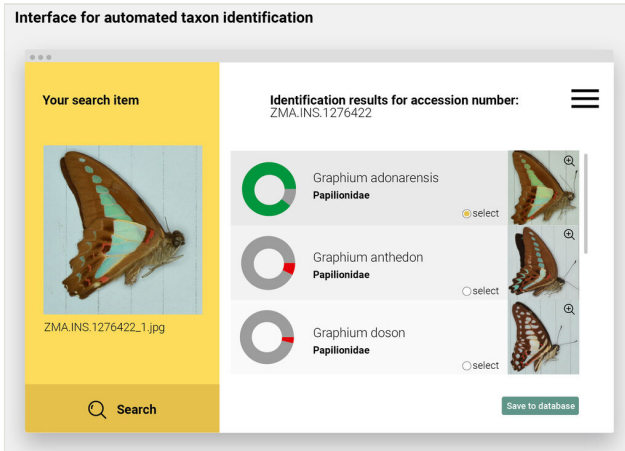 Interface for automated taxon identification
Your search item
ZMA.INS.1276422_1.jpg
Search
Identification results for accession number:
ZMA.INS.1276422
Graphium adonarensis
Papilionidae
select
Graphium anthedon
Papilionidae
select
Graphium doson
Papilionidae
select
Save to database